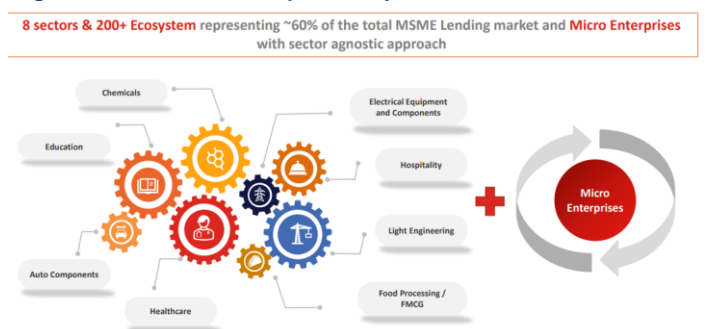 8 sectors & 200+ Ecosystem representing ~60% of the total MSME Lending market and Micro Enterprises
with sector agnostic approach
Chemicals
Electrical Equipment
and Components
Education
Hospitality
Micro
Enterprises
Light Engineering
Auto Components
Food Processing /
FMCG
Healthcare